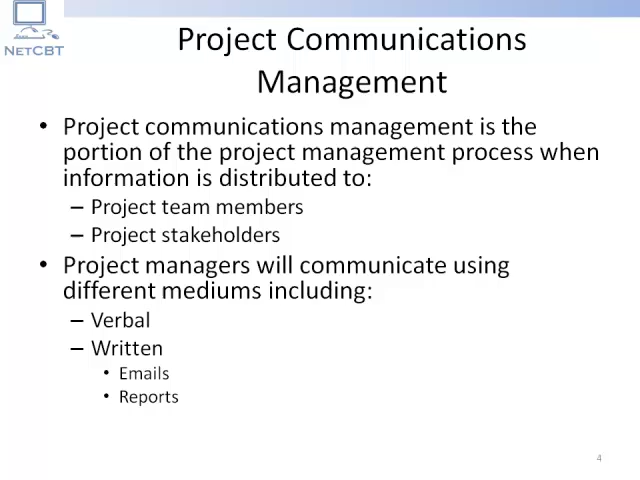 NETCBT
Project Communications
Management
• Project communications management is the
portion of the project management process when
information is distributed to:
– Project team members
– Project stakeholders
• Project managers will communicate using
different mediums including:
– Verbal
– Written
• Emails
• Reports
4